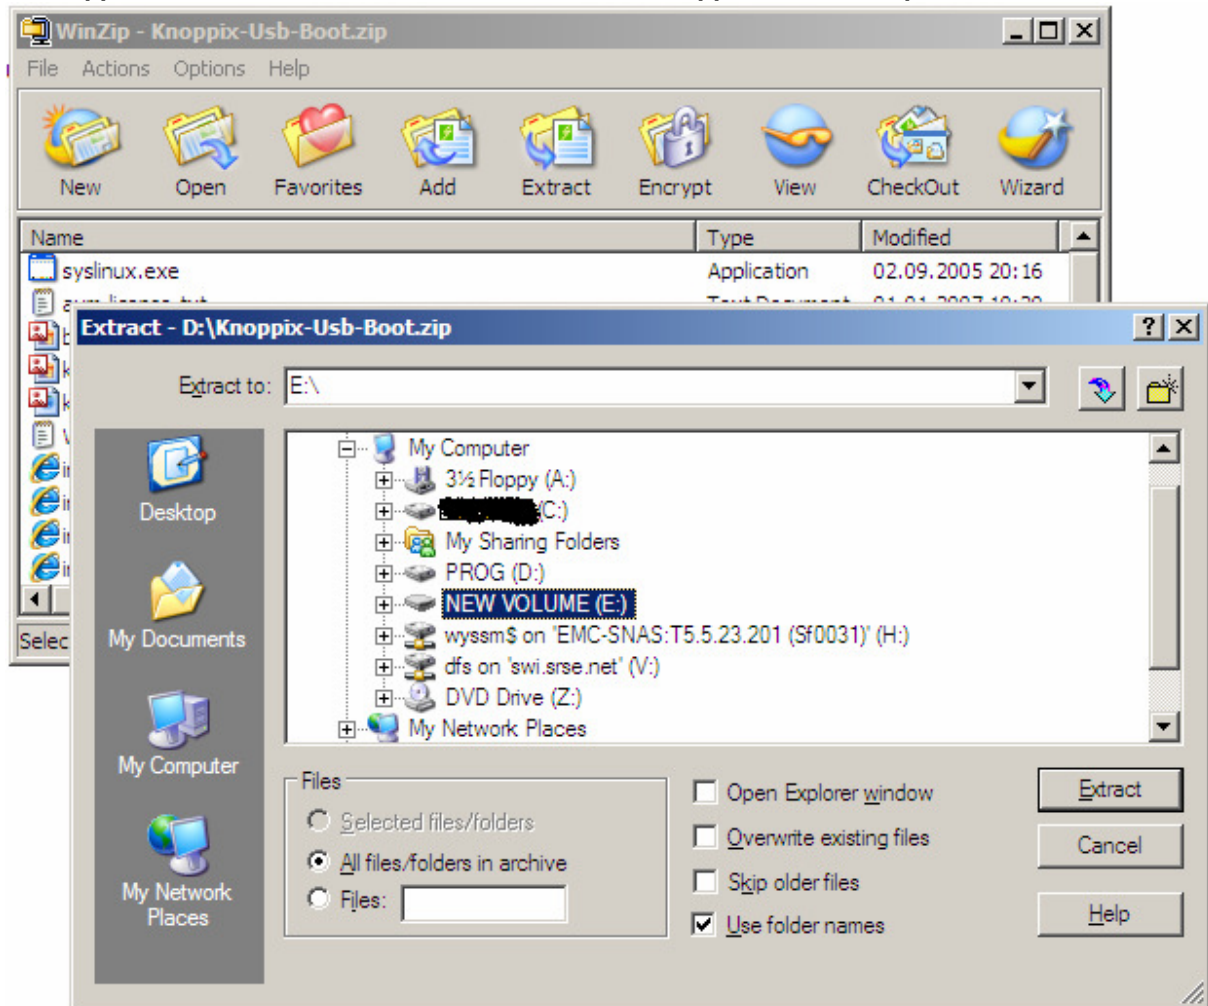 WinZip - Knoppix-Usb-Boot.zip
File Actions Options Help
New Open Favorites Add Extract Encrypt View CheckOut Wizard
Name Type Modified
syslinux.exe Application 02.09.2005 20:16
Extract - D:\Knoppix-Usb-Boot.zip
Extract to: E:\
My Computer
3½ Floppy (A:)
(C:)
My Sharing Folders
PROG (D:)
NEW VOLUME (E:)
wyssm$ on 'EMC-SNAS:T5.5.23.201 (Sf0031)' (H:)
dfs on 'swi.srse.net' (V:)
DVD Drive (Z:)
My Network Places
Desktop
My Documents
My Computer
My Network
Places
Selec
Files
Selected files/folders
All files/folders in archive
Files:
Open Explorer window
Overwrite existing files
Skip older files
Use folder names
Extract
Cancel
Help